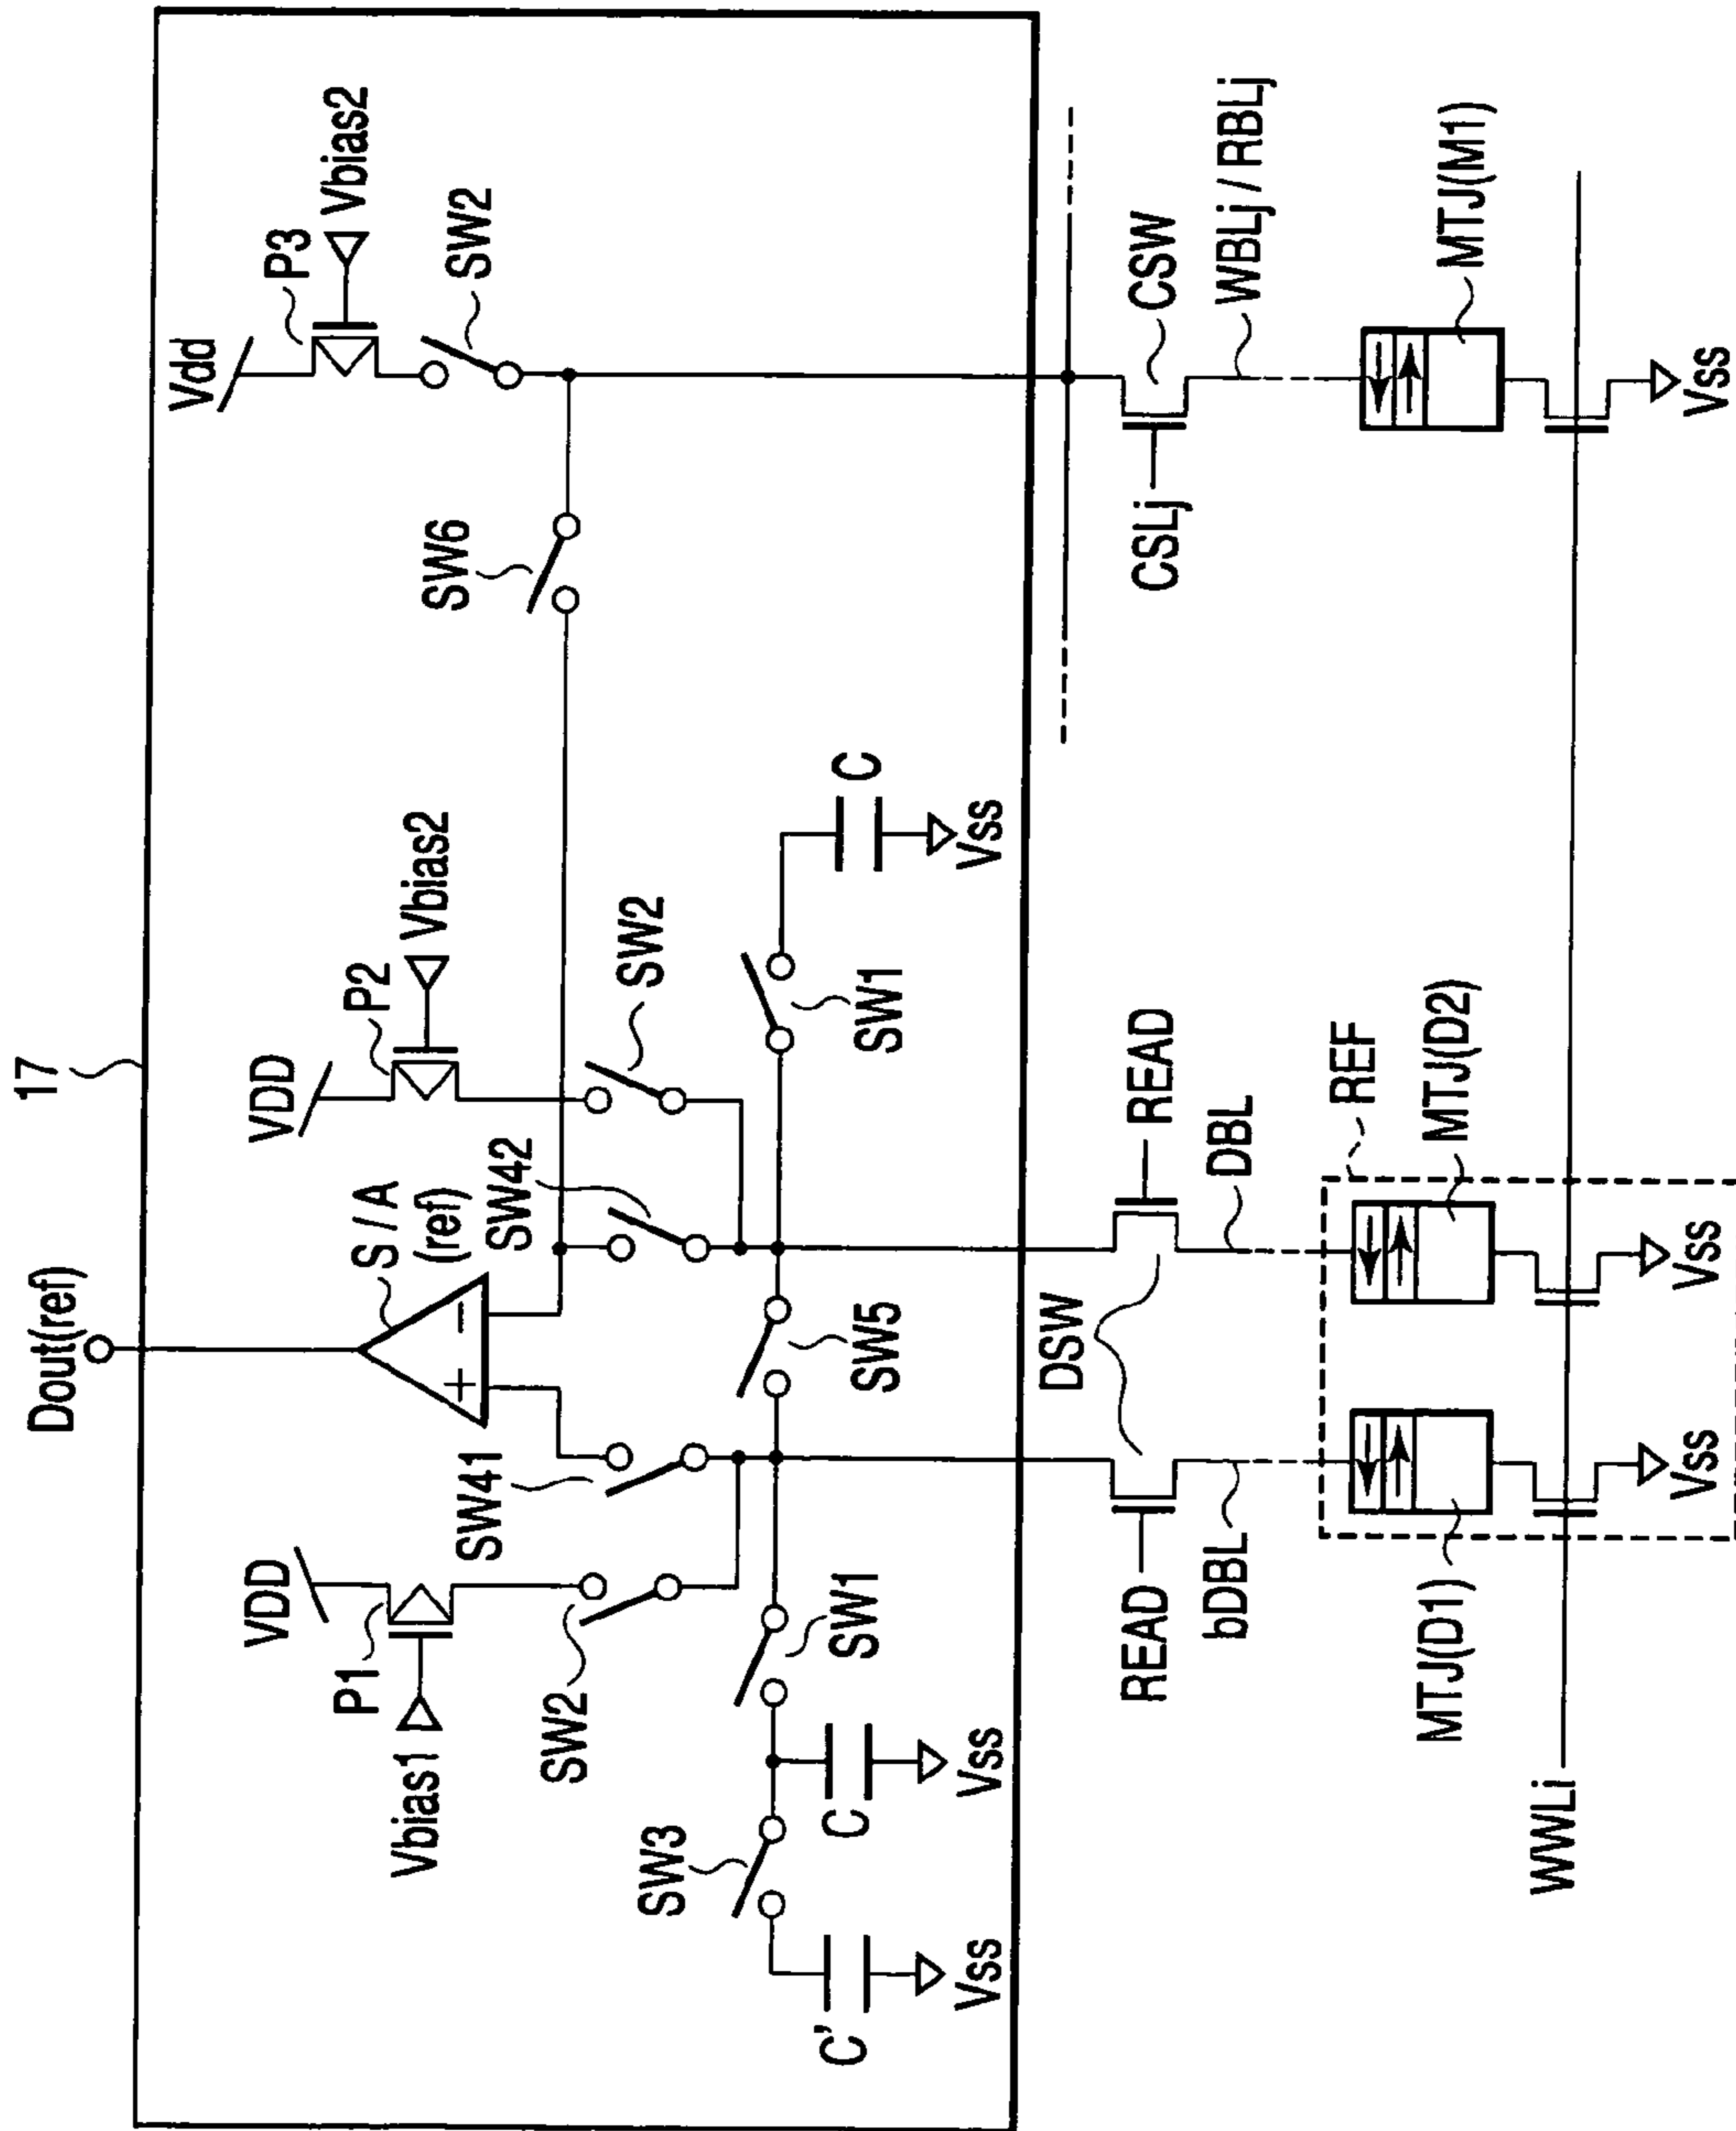 17
Dout(ref)
VDD
P1
Vbias1
SW2
SW41
S / A
(ref)
SW42
VDD
P2
Vbias2
SW2
SW6
Vdd
P3
Vbias2
SW2
SW3
SW1
SW5
SW1
C'
Vss
C
Vss
C
Vss
READ
DSW
READ
CSLj
CSW
bDBL
DBL
REF
WBLj / RBLj
MTJ(D1)
MTJ(D2)
MTJ(M1)
WWLi
Vss
Vss
Vss
+
−